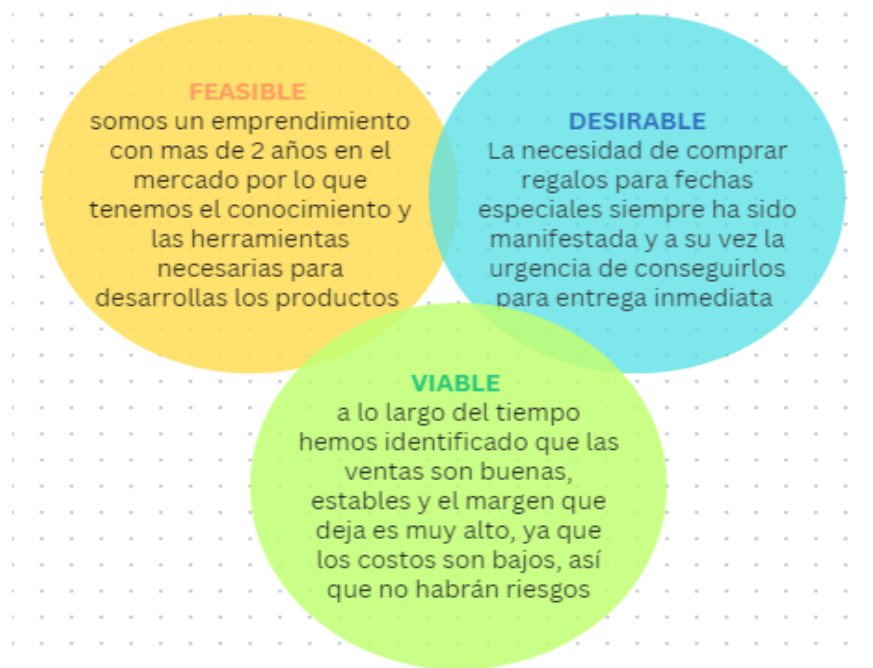 FEASIBLE
somos un emprendimiento
con mas de 2 años en el
mercado por lo que
tenemos el conocimiento y
las herramientas
necesarias para
desarrollas los productos
DESIRABLE
La necesidad de comprar
regalos para fechas
especiales siempre ha sido
manifestada y a su vez la
urgencia de conseguirlos
para entrega inmediata
VIABLE
a lo largo del tiempo
hemos identificado que las
ventas son buenas,
estables y el margen que
deja es muy alto, ya que
los costos son bajos, así
que no habrán riesgos